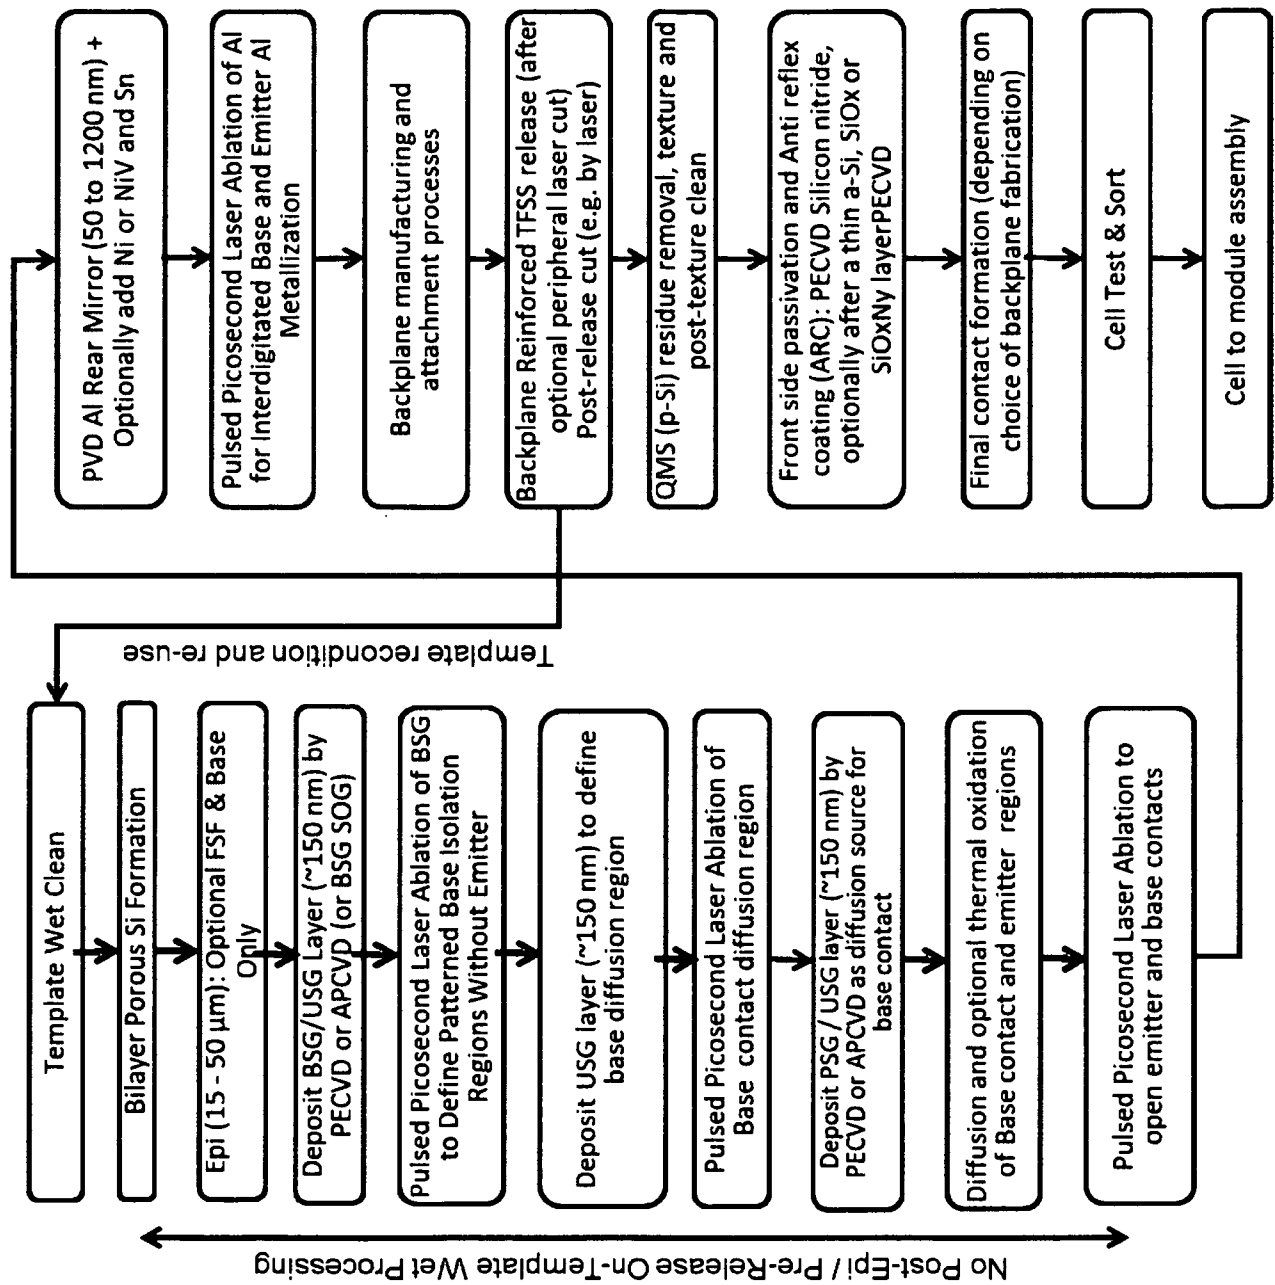 Template Wet Clean
Bilayer Porous Si Formation
Epi (15 - 50 µm): Optional FSF & Base
Only
Deposit BSG/USG Layer (~150 nm) by
PECVD or APCVD (or BSG SOG)
Pulsed Picosecond Laser Ablation of BSG
to Define Patterned Base Isolation
Regions Without Emitter
Deposit USG layer (~150 nm) to define
base diffusion region
Pulsed Picosecond Laser Ablation of
Base contact diffusion region
Deposit PSG / USG layer (~150 nm) by
PECVD or APCVD as diffusion source for
base contact
Diffusion and optional thermal oxidation
of Base contact and emitter regions
Pulsed Picosecond Laser Ablation to
open emitter and base contacts
No Post-Epi / Pre-Release On-Template Wet Processing
Template recondition and re-use
PVD Al Rear Mirror (50 to 1200 nm) +
Optionally add Ni or NiV and Sn
Pulsed Picosecond Laser Ablation of Al
for Interdigitated Base and Emitter Al
Metallization
Backplane manufacturing and
attachment processes
Backplane Reinforced TFSS release (after
optional peripheral laser cut)
Post-release cut (e.g. by laser)
QMS (p-Si) residue removal, texture and
post-texture clean
Front side passivation and Anti reflex
coating (ARC): PECVD Silicon nitride,
optionally after a thin a-Si, SiOx or
SiOxNy layerPECVD
Final contact formation (depending on
choice of backplane fabrication)
Cell Test & Sort
Cell to module assembly